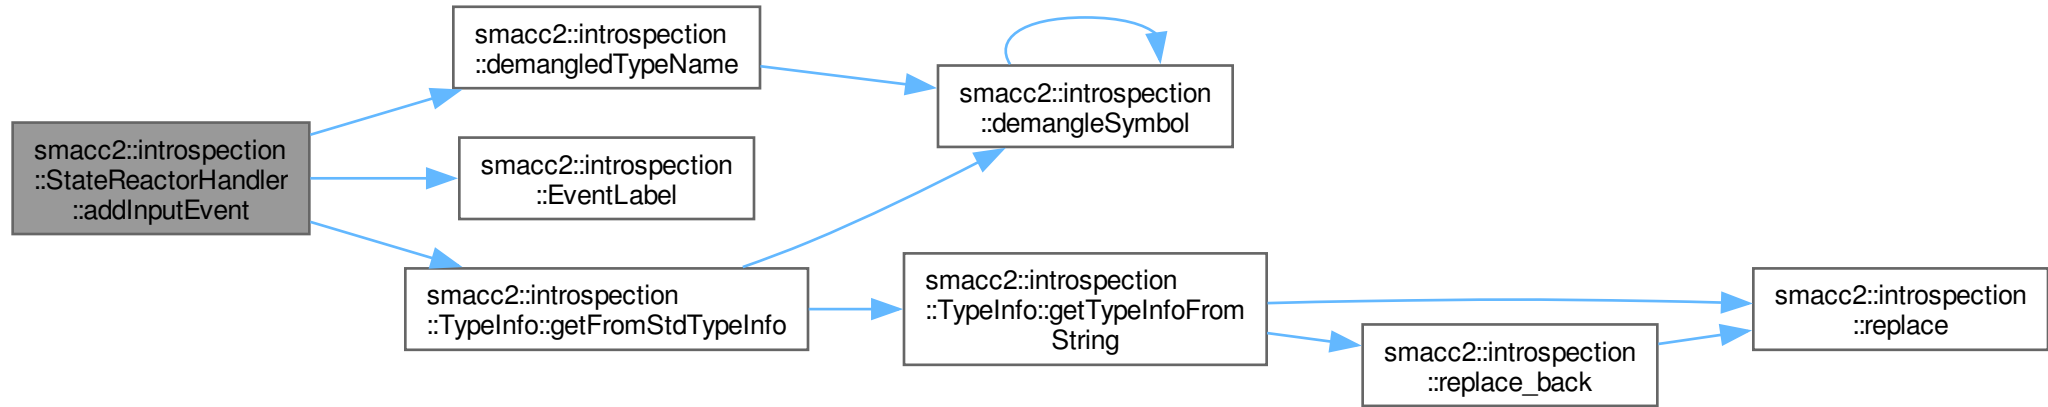 smacc2::introspection
::StateReactorHandler
::addInputEvent
smacc2::introspection
::demangledTypeName
smacc2::introspection
::EventLabel
smacc2::introspection
::TypeInfo::getFromStdTypeInfo
smacc2::introspection
::demangleSymbol
smacc2::introspection
::TypeInfo::getTypeInfoFrom
String
smacc2::introspection
::replace_back
smacc2::introspection
::replace